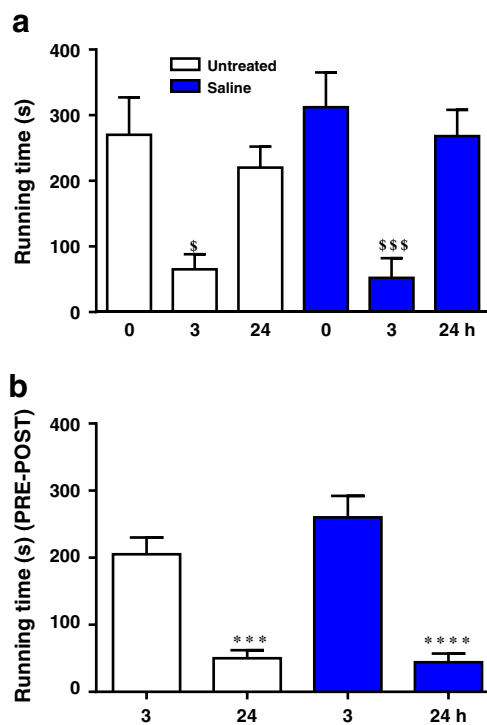 a
400
300
200
100
0
Running time (s)
Untreated
Saline
$
$$$
0 3 24 0 3 24 h
b
400
300
200
100
0
Running time (s) (PRE-POST)
***
****
3 24 3 24 h